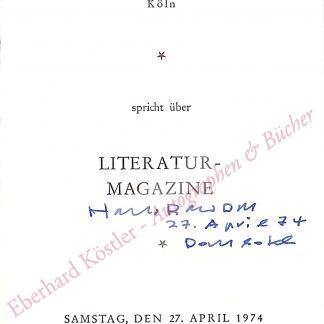 Köln
spricht über
LITERATUR-
MAGAZINE
27. April 74
SAMSTAG, DEN 27. APRIL 1974
Eberhard Köstler - Autographen & Bücher